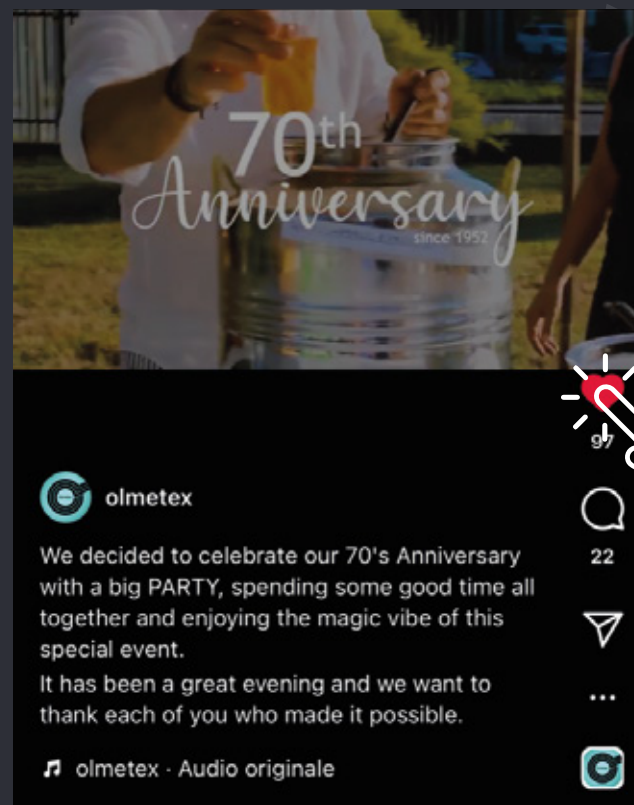 70th
Anniversary
since 1952
97
olmetex
22
We decided to celebrate our 70's Anniversary
with a big PARTY, spending some good time all
together and enjoying the magic vibe of this
special event.
It has been a great evening and we want to
thank each of you who made it possible.
olmetex · Audio originale